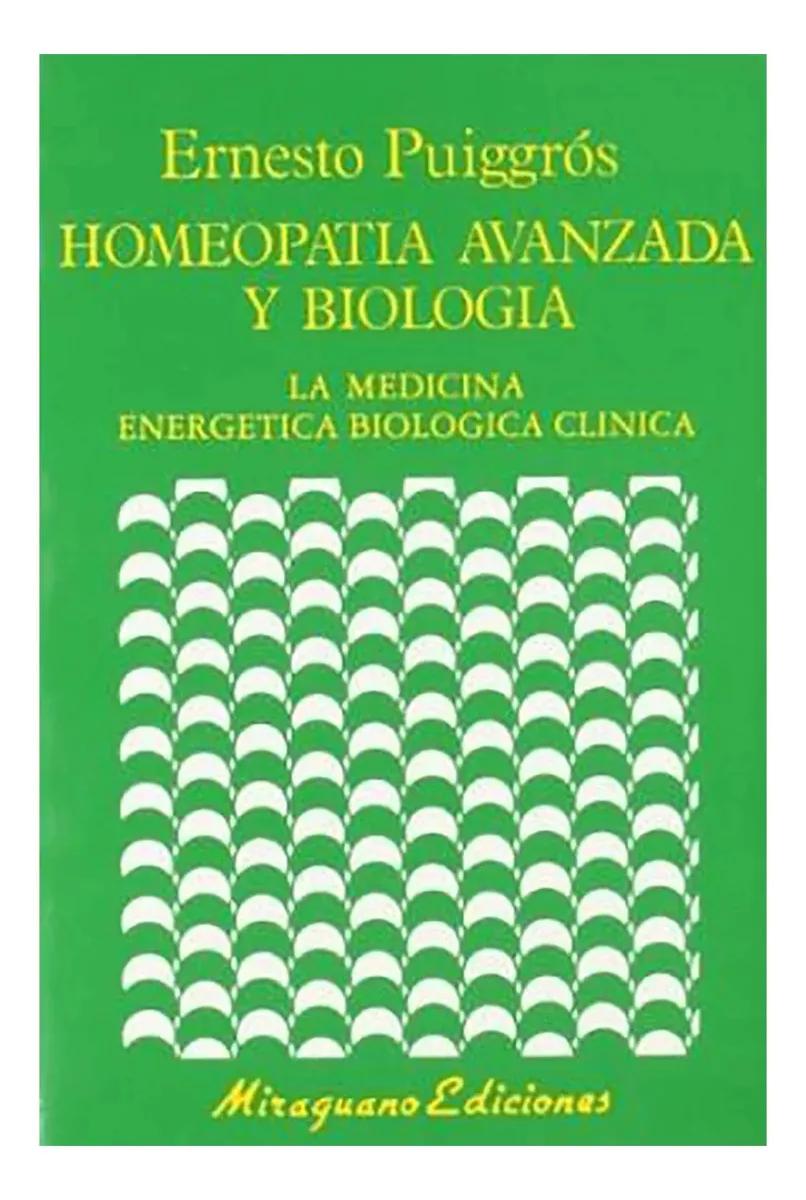 Ernesto Puiggrós
HOMEOPATIA AVANZADA
Y BIOLOGIA
LA MEDICINA
ENERGETICA BIOLOGICA CLINICA
Miraguano Ediciones